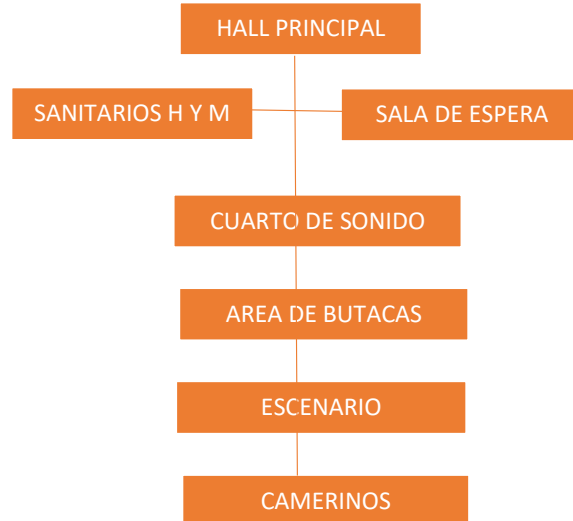 HALL PRINCIPAL
SANITARIOS H Y M
SALA DE ESPERA
CUARTO DE SONIDO
AREA DE BUTACAS
ESCENARIO
CAMERINOS